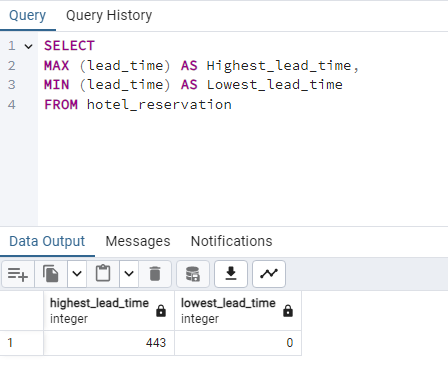 Query Query History
1 SELECT
2 MAX (lead_time) AS Highest_lead_time,
3 MIN (lead_time) AS Lowest_lead_time
4 FROM hotel_reservation
Data Output Messages Notifications
highest_lead_time lowest_lead_time
integer integer
1 443 0